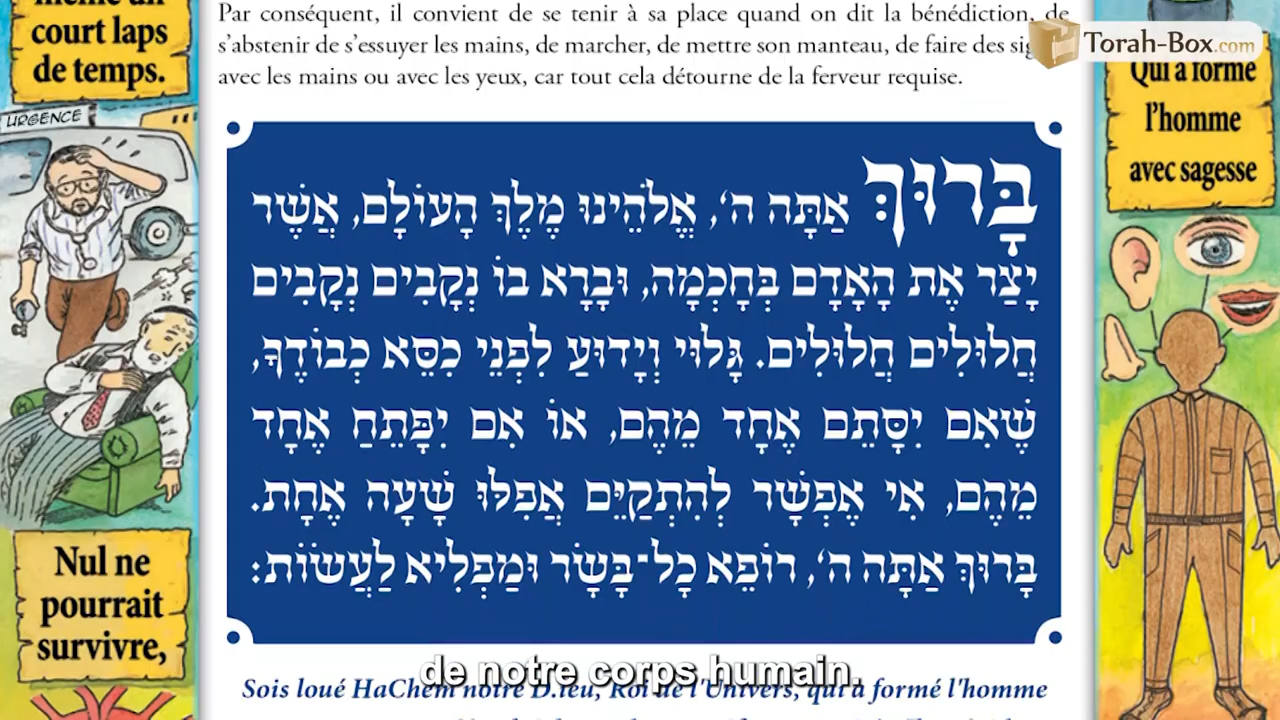 même un
court laps
de temps.
URGENCE
Nul ne
pourrait
survivre,
Par conséquent, il convient de se tenir à sa place quand on dit la bénédiction, de
s'abstenir de s'essuyer les mains, de marcher, de mettre son manteau, de faire des
avec les mains ou avec les yeux, car tout cela détourne de la ferveur requise.
בָּרוּךְ אַתָּה ה', אֱלֹהֵינוּ מֶלֶךְ הָעוֹלָם, אֲשֶׁר
יָצַר אֶת הָאָדָם בְּחָכְמָה, וּבָרָא בוֹ נְקָבִים נְקָבִים
חֲלוּלִים חֲלוּלִים. גָּלוּי וְיָדוּעַ לִפְנֵי כִסֵּא כְבוֹדֶךָ,
שֶׁאִם יִסָּתֵם אֶחָד מֵהֶם, אוֹ אִם יִפָּתֵחַ אֶחָד
מֵהֶם, אִי אֶפְשָׁר לְהִתְקַיֵּם אֲפִלּוּ שָׁעָה אֶחָת.
בָּרוּךְ אַתָּה ה', רוֹפֵא כָל־בָּשָׂר וּמַפְלִיא לַעֲשׂוֹת:
Sois loué HaChem notre D.ieu, Roi de l'Univers, qui a formé l'homme
de notre corps humain.
Torah-Box.com
Qui a formé
l'homme
avec sagesse